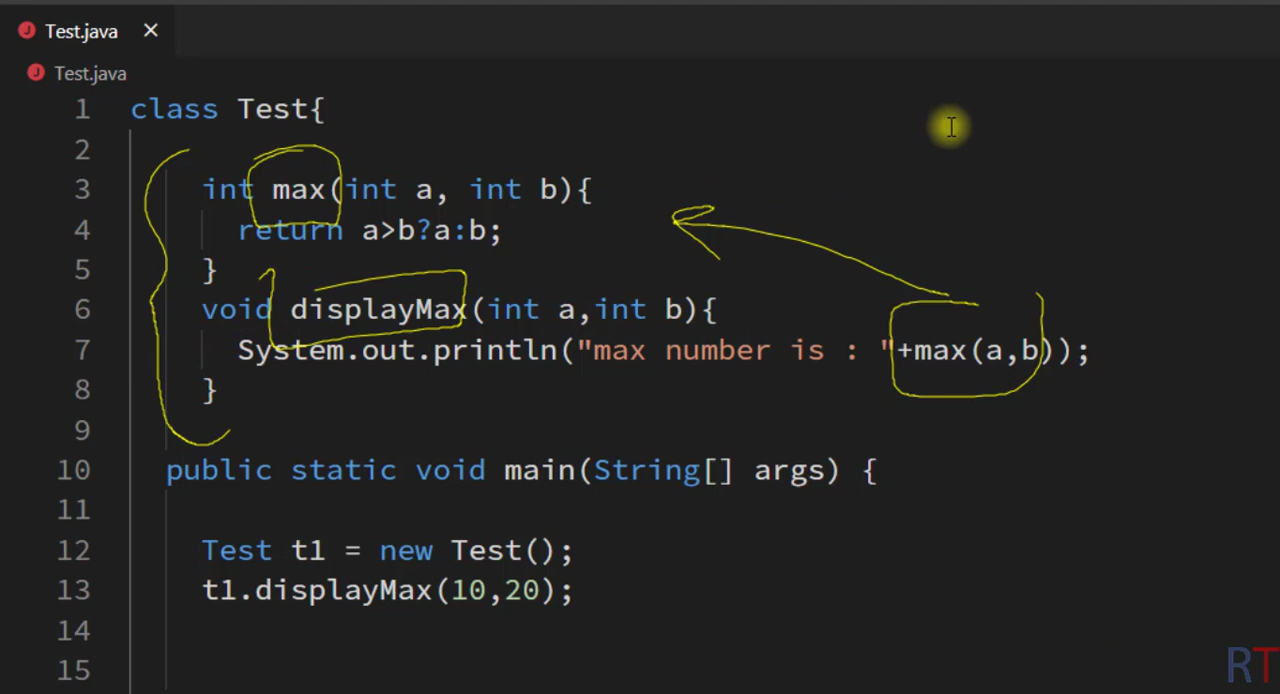 Test.java ×
Test.java
1 class Test{
2
3 int max(int a, int b){
4 return a>b?a:b;
5 }
6 void displayMax(int a,int b){
7 System.out.println("max number is : "+max(a,b));
8 }
9
10 public static void main(String[] args) {
11
12 Test t1 = new Test();
13 t1.displayMax(10,20);
14
15
RT